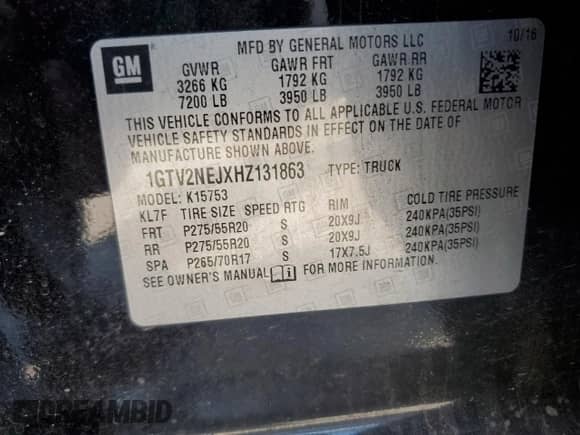 GM
MFD BY GENERAL MOTORS LLC
10/16
GVWR GAWR FRT GAWR RR
3266 KG 1792 KG 1792 KG
7200 LB 3950 LB 3950 LB
THIS VEHICLE CONFORMS TO ALL APPLICABLE U.S. FEDERAL MOTOR
VEHICLE SAFETY STANDARDS IN EFFECT ON THE DATE OF
MANUFACTURE SHOWN ABOVE.
1GTV2NEJXHZ131863 TYPE: TRUCK
MODEL: K15753
KL7F TIRE SIZE SPEED RTG RIM COLD TIRE PRESSURE
FRT P275/55R20 S 20X9J 240KPA(35PSI)
RR P275/55R20 S 20X9J 240KPA(35PSI)
SPA P265/70R17 S 17X7.5J 240KPA(35PSI)
SEE OWNER'S MANUAL FOR MORE INFORMATION.
DREAMBID